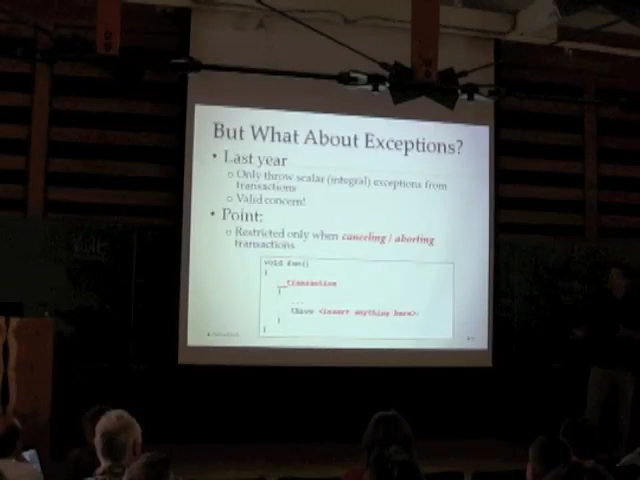 But What About Exceptions?
• Last year
o Only throw scalar (integral) exceptions from
transactions
o Valid concern!
• Point:
o Restricted only when canceling / aborting
transactions
void foo()
{
__transaction
{
...
throw <insert anything here>;
}
}